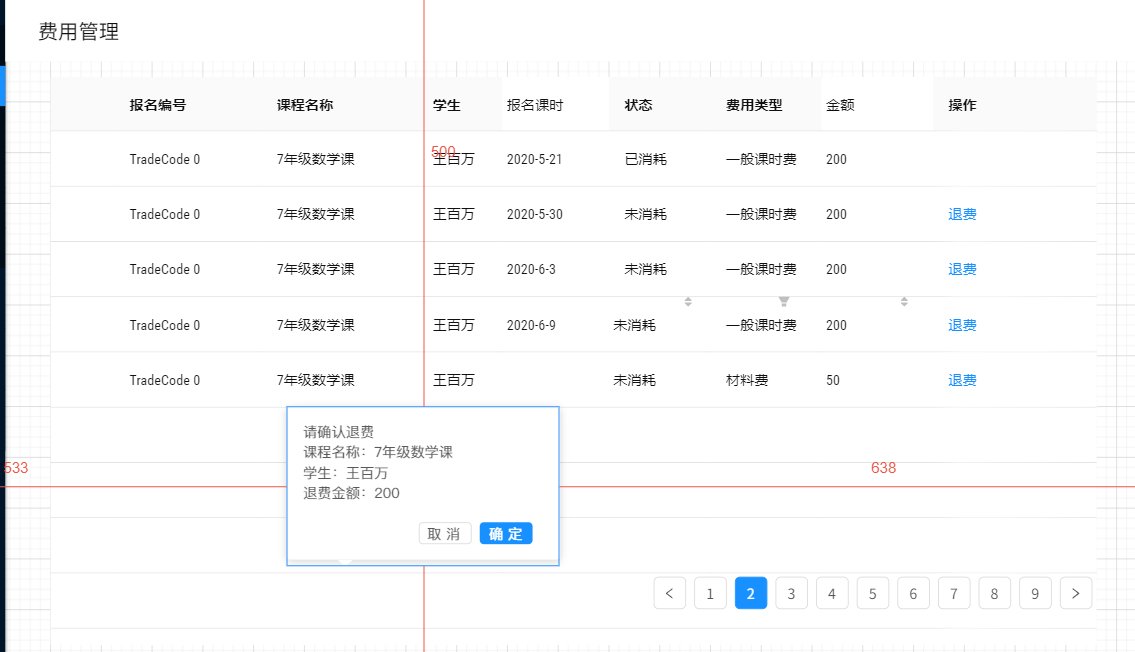 费用管理
报名编号 课程名称 学生 报名课时 状态 费用类型 金额 操作
500
TradeCode 0 7年级数学课 王百万 2020-5-21 已消耗 一般课时费 200
TradeCode 0 7年级数学课 王百万 2020-5-30 未消耗 一般课时费 200 退费
TradeCode 0 7年级数学课 王百万 2020-6-3 未消耗 一般课时费 200 退费
TradeCode 0 7年级数学课 王百万 2020-6-9 未消耗 一般课时费 200 退费
TradeCode 0 7年级数学课 王百万 未消耗 材料费 50 退费
请确认退费
课程名称：7年级数学课
学生：王百万
退费金额：200
取 消 确 定
533 638
< 1 2 3 4 5 6 7 8 9 >